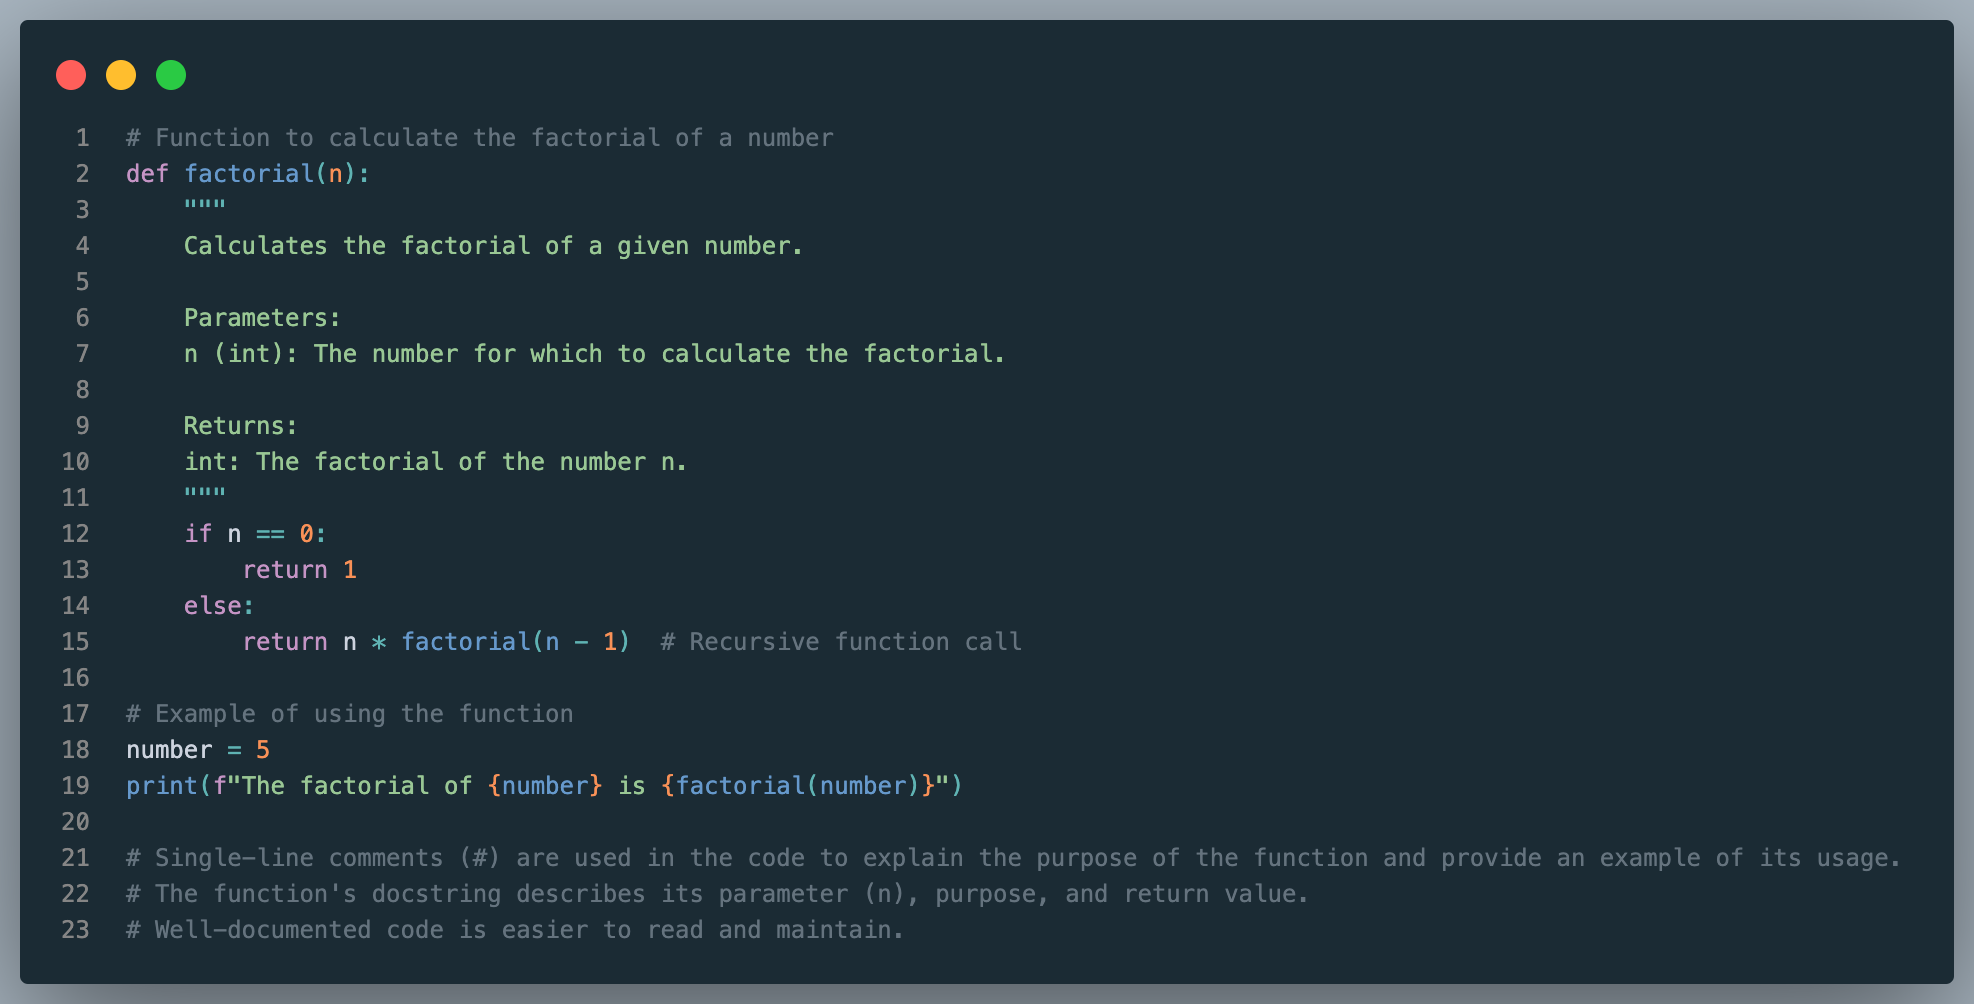 1 # Function to calculate the factorial of a number
2 def factorial(n):
3     """
4     Calculates the factorial of a given number.
5
6     Parameters:
7     n (int): The number for which to calculate the factorial.
8
9     Returns:
10     int: The factorial of the number n.
11     """
12     if n == 0:
13         return 1
14     else:
15         return n * factorial(n - 1)  # Recursive function call
16
17 # Example of using the function
18 number = 5
19 print(f"The factorial of {number} is {factorial(number)}")
20
21 # Single-line comments (#) are used in the code to explain the purpose of the function and provide an example of its usage.
22 # The function's docstring describes its parameter (n), purpose, and return value.
23 # Well-documented code is easier to read and maintain.